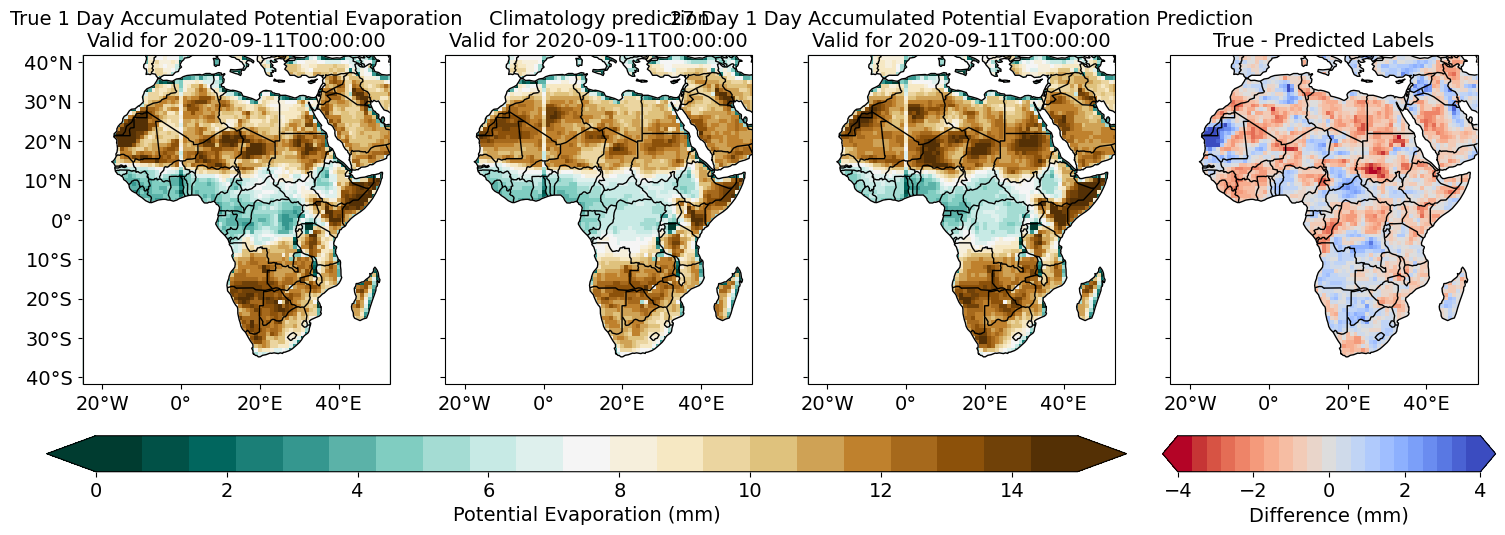 True 1 Day Accumulated Potential Evaporation
Valid for 2020-09-11T00:00:00
Climatology prediction
Valid for 2020-09-11T00:00:00
27 Day 1 Day Accumulated Potential Evaporation Prediction
Valid for 2020-09-11T00:00:00
True - Predicted Labels
40°N
30°N
20°N
10°N
0°
10°S
20°S
30°S
40°S
20°W 0° 20°E 40°E
20°W 0° 20°E 40°E
20°W 0° 20°E 40°E
20°W 0° 20°E 40°E
0 2 4 6 8 10 12 14
Potential Evaporation (mm)
−4 −2 0 2 4
Difference (mm)